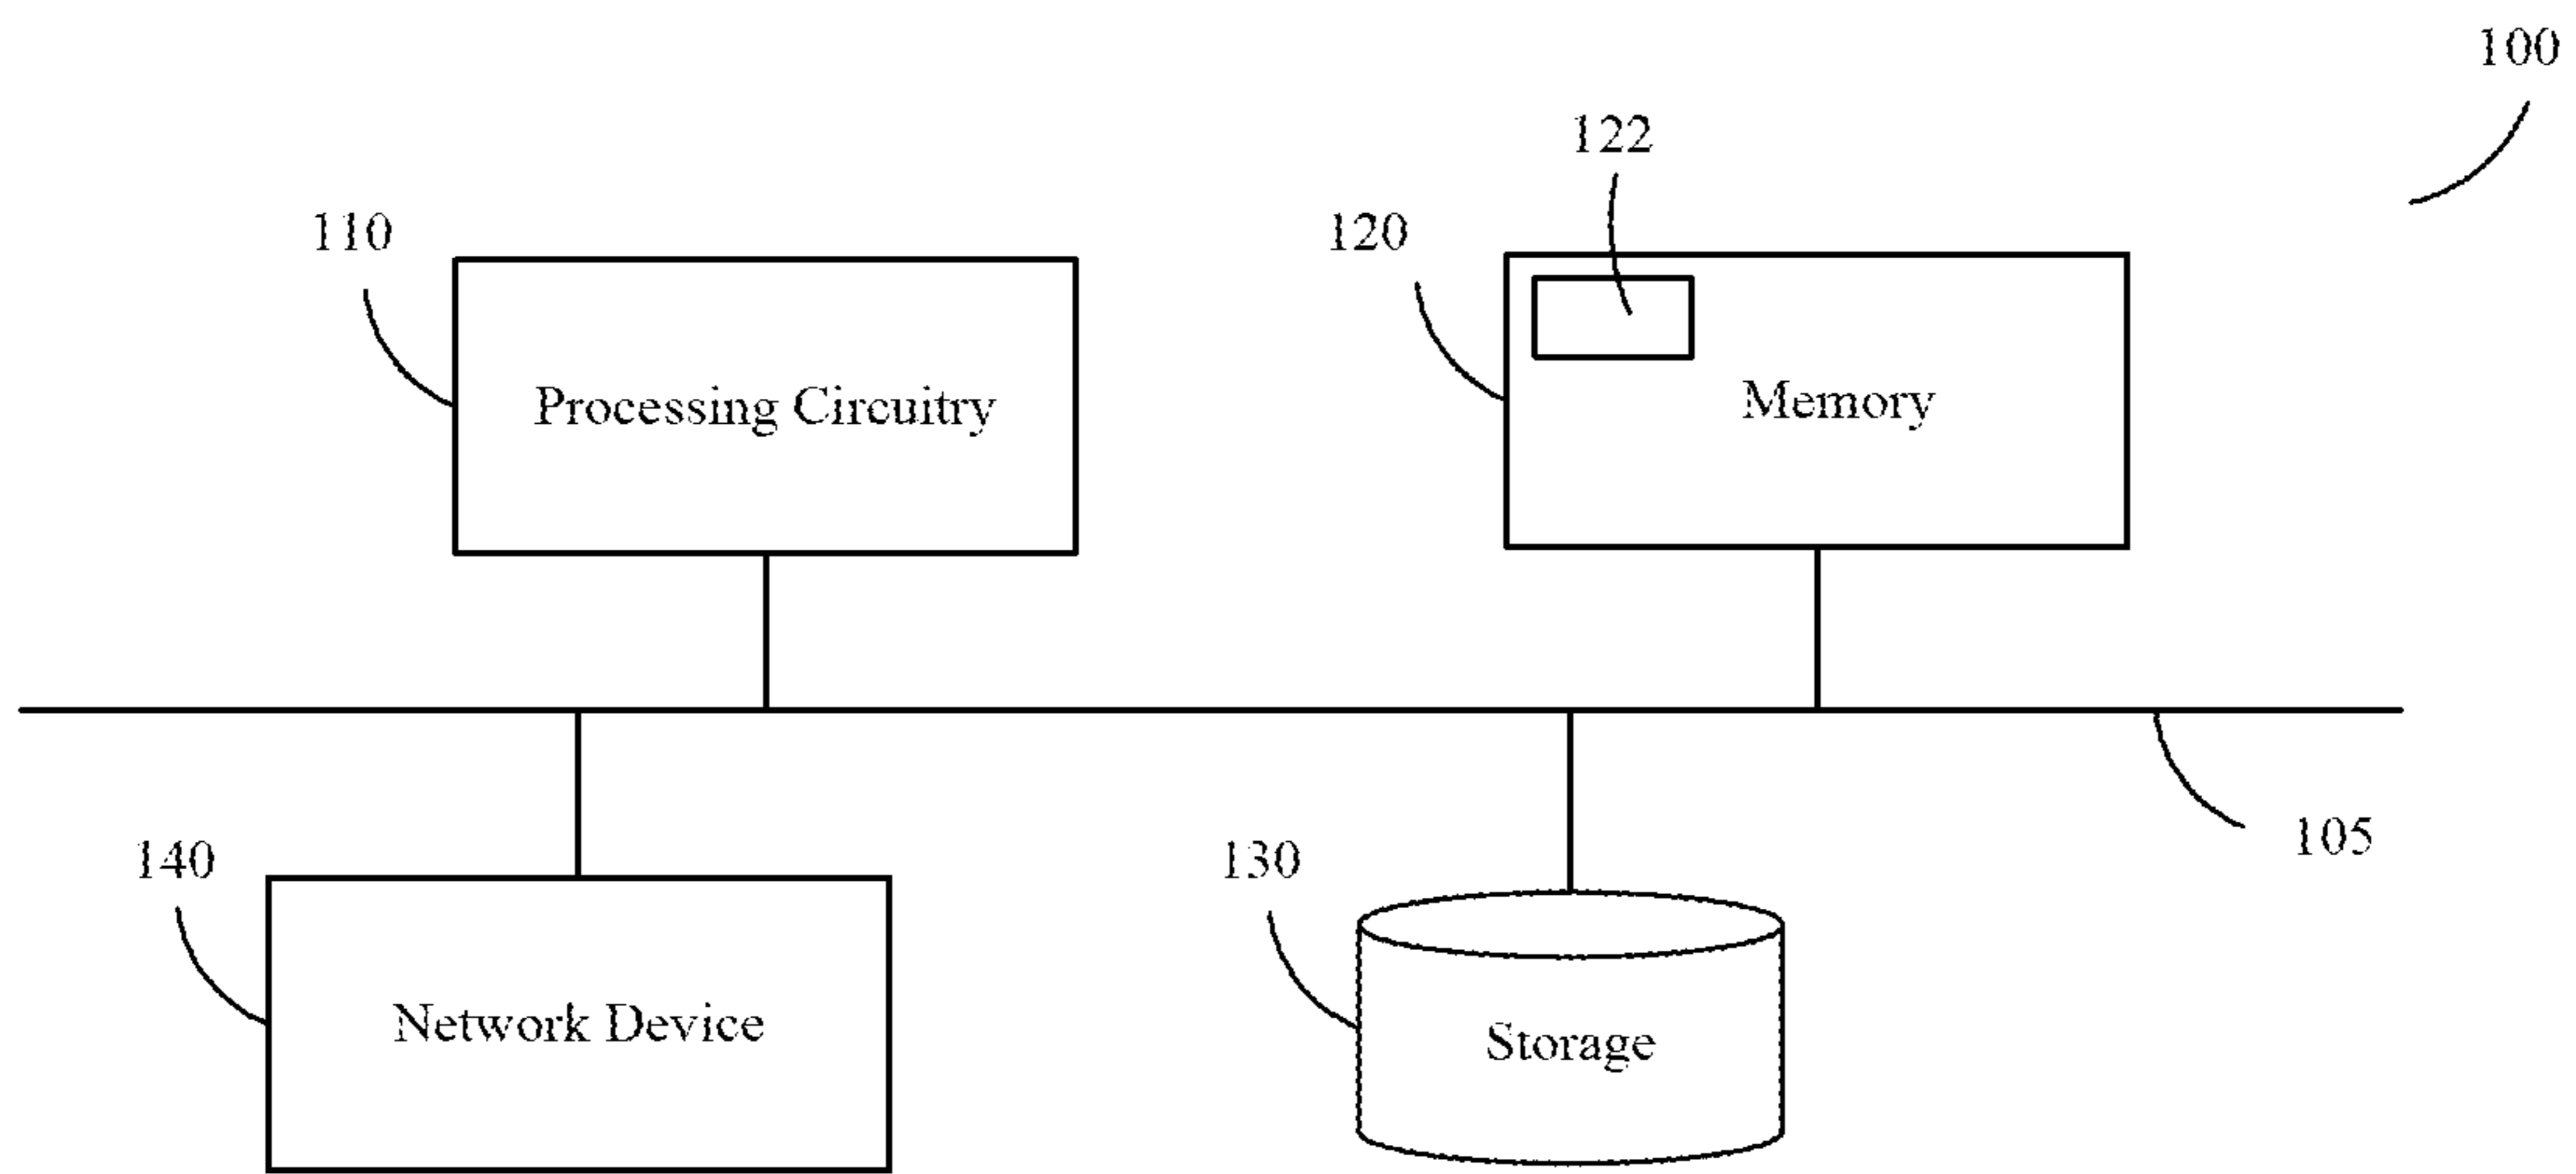 100
122
110
120
Processing Circuitry
Memory
105
140
130
Network Device
Storage